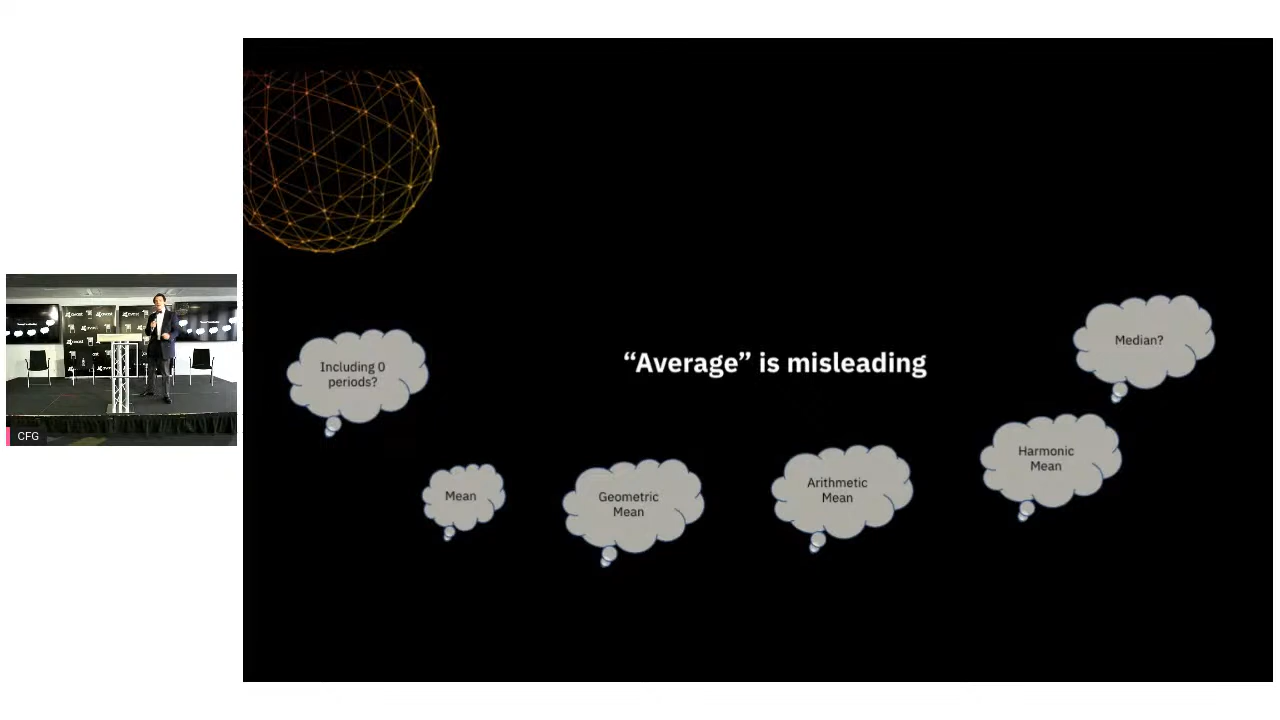 “Average” is misleading
Including 0
periods?
Mean
Geometric
Mean
Arithmetic
Mean
Harmonic
Mean
Median?
CFG